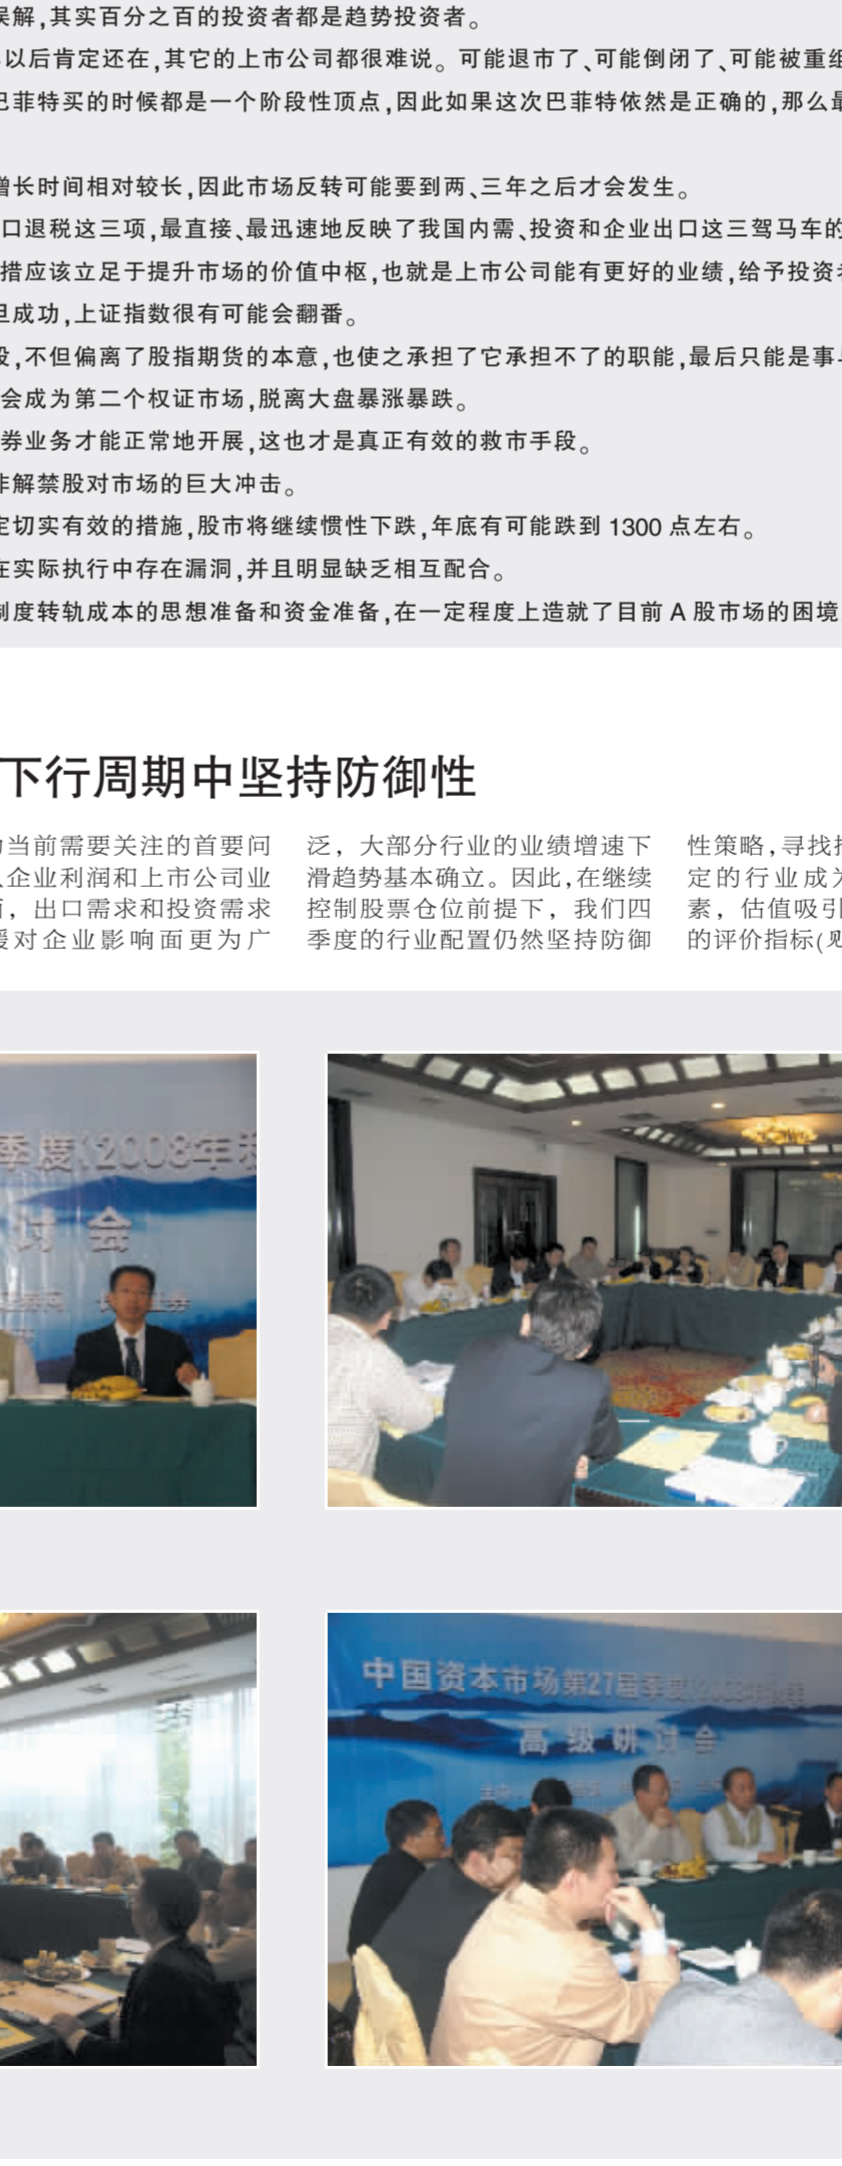 误解,其实百分之百的投资者都是趋势投资者。
以后肯定还在,其它的上市公司都很难说。可能退市了、可能倒闭了、可能被重组
巴菲特买的时候都是一个阶段性顶点,因此如果这次巴菲特依然是正确的,那么最
增长时间相对较长,因此市场反转可能要到两、三年之后才会发生。
口退税这三项,最直接、最迅速地反映了我国内需、投资和企业出口这三驾马车的
措应该立足于提升市场的价值中枢,也就是上市公司能有更好的业绩,给予投资者
旦成功,上证指数很有可能会翻番。
设,不但偏离了股指期货的本意,也使之承担了它承担不了的职能,最后只能是事与
会成为第二个权证市场,脱离大盘暴涨暴跌。
券业务才能正常地开展,这也才是真正有效的救市手段。
非解禁股对市场的巨大冲击。
定切实有效的措施,股市将继续惯性下跌,年底有可能跌到 1300 点左右。
在实际执行中存在漏洞,并且明显缺乏相互配合。
制度转轨成本的思想准备和资金准备,在一定程度上造就了目前 A 股市场的困境
下行周期中坚持防御性
当前需要关注的首要问
企业利润和上市公司业
面，出口需求和投资需求
缓对企业影响面更为广
泛，大部分行业的业绩增速下
滑趋势基本确立。因此,在继续
控制股票仓位前提下，我们四
季度的行业配置仍然坚持防御
性策略,寻找
定的行业成为
素，估值吸引
的评价指标(见
季度(2008年秋
讨会
中国资本市场第27届季度(2008年秋季
高级研讨会